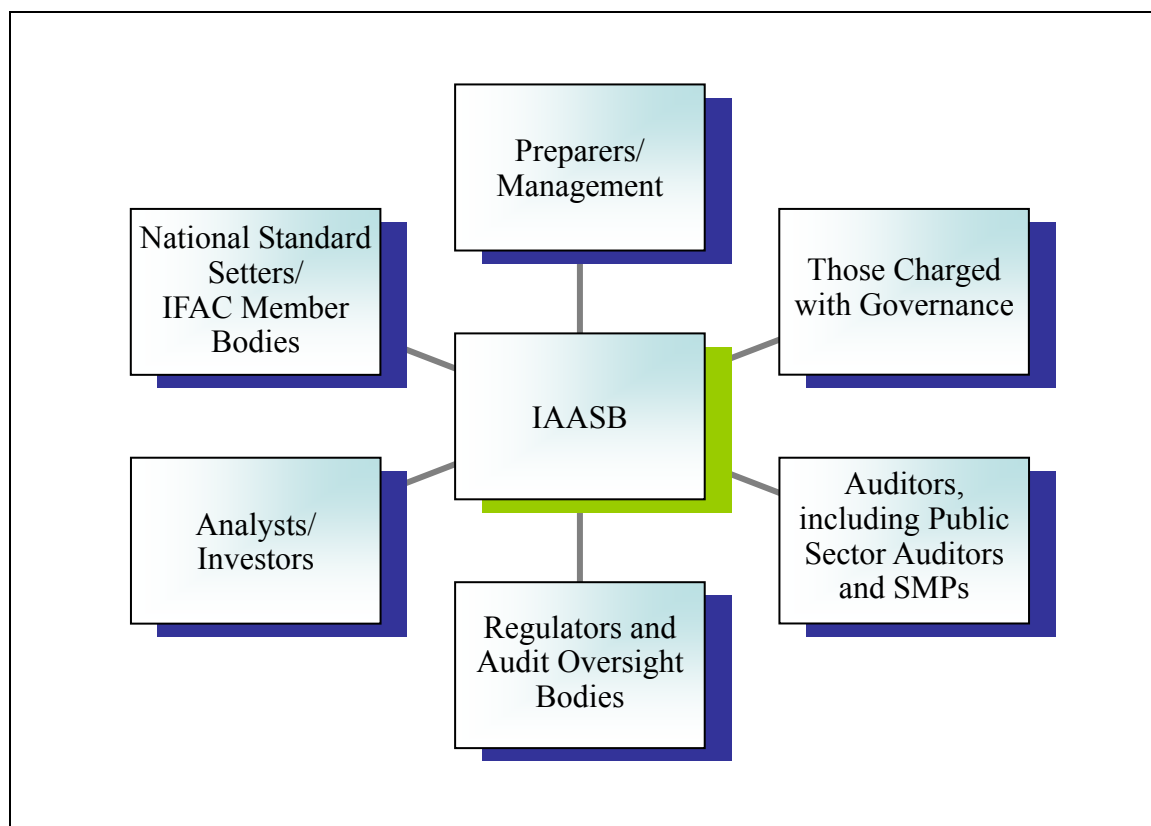 Preparers/
Management
National Standard
Setters/
IFAC Member
Bodies
Those Charged
with Governance
IAASB
Analysts/
Investors
Auditors,
including Public
Sector Auditors
and SMPs
Regulators and
Audit Oversight
Bodies